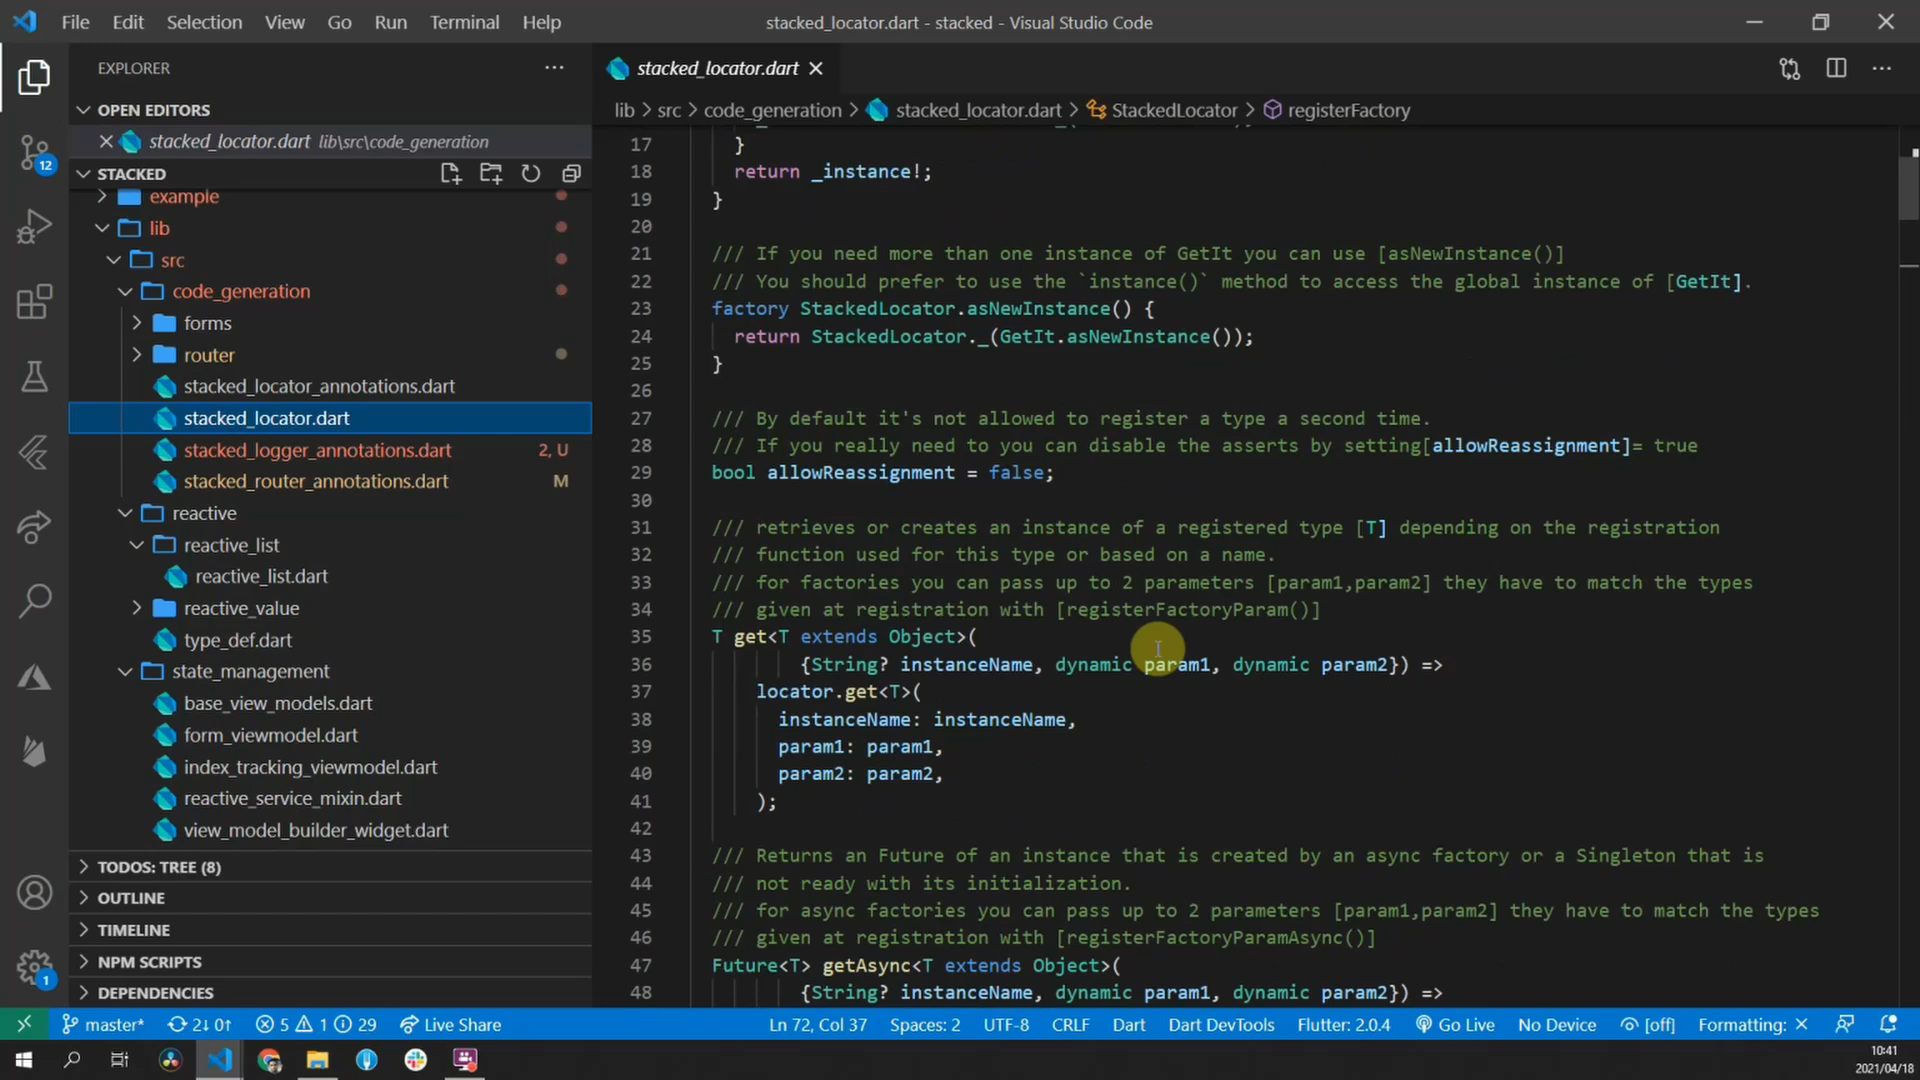 File Edit Selection View Go Run Terminal Help
stacked_locator.dart - stacked - Visual Studio Code
EXPLORER
OPEN EDITORS
stacked_locator.dart lib\src\code_generation
STACKED
example
lib
src
code_generation
forms
router
stacked_locator_annotations.dart
stacked_locator.dart
stacked_logger_annotations.dart 2, U
stacked_router_annotations.dart M
reactive
reactive_list
reactive_list.dart
reactive_value
type_def.dart
state_management
base_view_models.dart
form_viewmodel.dart
index_tracking_viewmodel.dart
reactive_service_mixin.dart
view_model_builder_widget.dart
TODOS: TREE (8)
OUTLINE
TIMELINE
NPM SCRIPTS
DEPENDENCIES
12
1
stacked_locator.dart
lib > src > code_generation > stacked_locator.dart > StackedLocator > registerFactory
17 }
18 return _instance!;
19 }
20
21 /// If you need more than one instance of GetIt you can use [asNewInstance()]
22 /// You should prefer to use the `instance()` method to access the global instance of [GetIt].
23 factory StackedLocator.asNewInstance() {
24 return StackedLocator._(GetIt.asNewInstance());
25 }
26
27 /// By default it's not allowed to register a type a second time.
28 /// If you really need to you can disable the asserts by setting[allowReassignment]= true
29 bool allowReassignment = false;
30
31 /// retrieves or creates an instance of a registered type [T] depending on the registration
32 /// function used for this type or based on a name.
33 /// for factories you can pass up to 2 parameters [param1,param2] they have to match the types
34 /// given at registration with [registerFactoryParam()]
35 T get<T extends Object>(
36 {String? instanceName, dynamic param1, dynamic param2}) =>
37 locator.get<T>(
38 instanceName: instanceName,
39 param1: param1,
40 param2: param2,
41 );
42
43 /// Returns an Future of an instance that is created by an async factory or a Singleton that is
44 /// not ready with its initialization.
45 /// for async factories you can pass up to 2 parameters [param1,param2] they have to match the types
46 /// given at registration with [registerFactoryParamAsync()]
47 Future<T> getAsync<T extends Object>(
48 {String? instanceName, dynamic param1, dynamic param2}) =>
master* 2↓ 0↑ 5 1 29 Live Share Ln 72, Col 37 Spaces: 2 UTF-8 CRLF Dart Dart DevTools Flutter: 2.0.4 Go Live No Device [off] Formatting: ×
10:41
2021/04/18